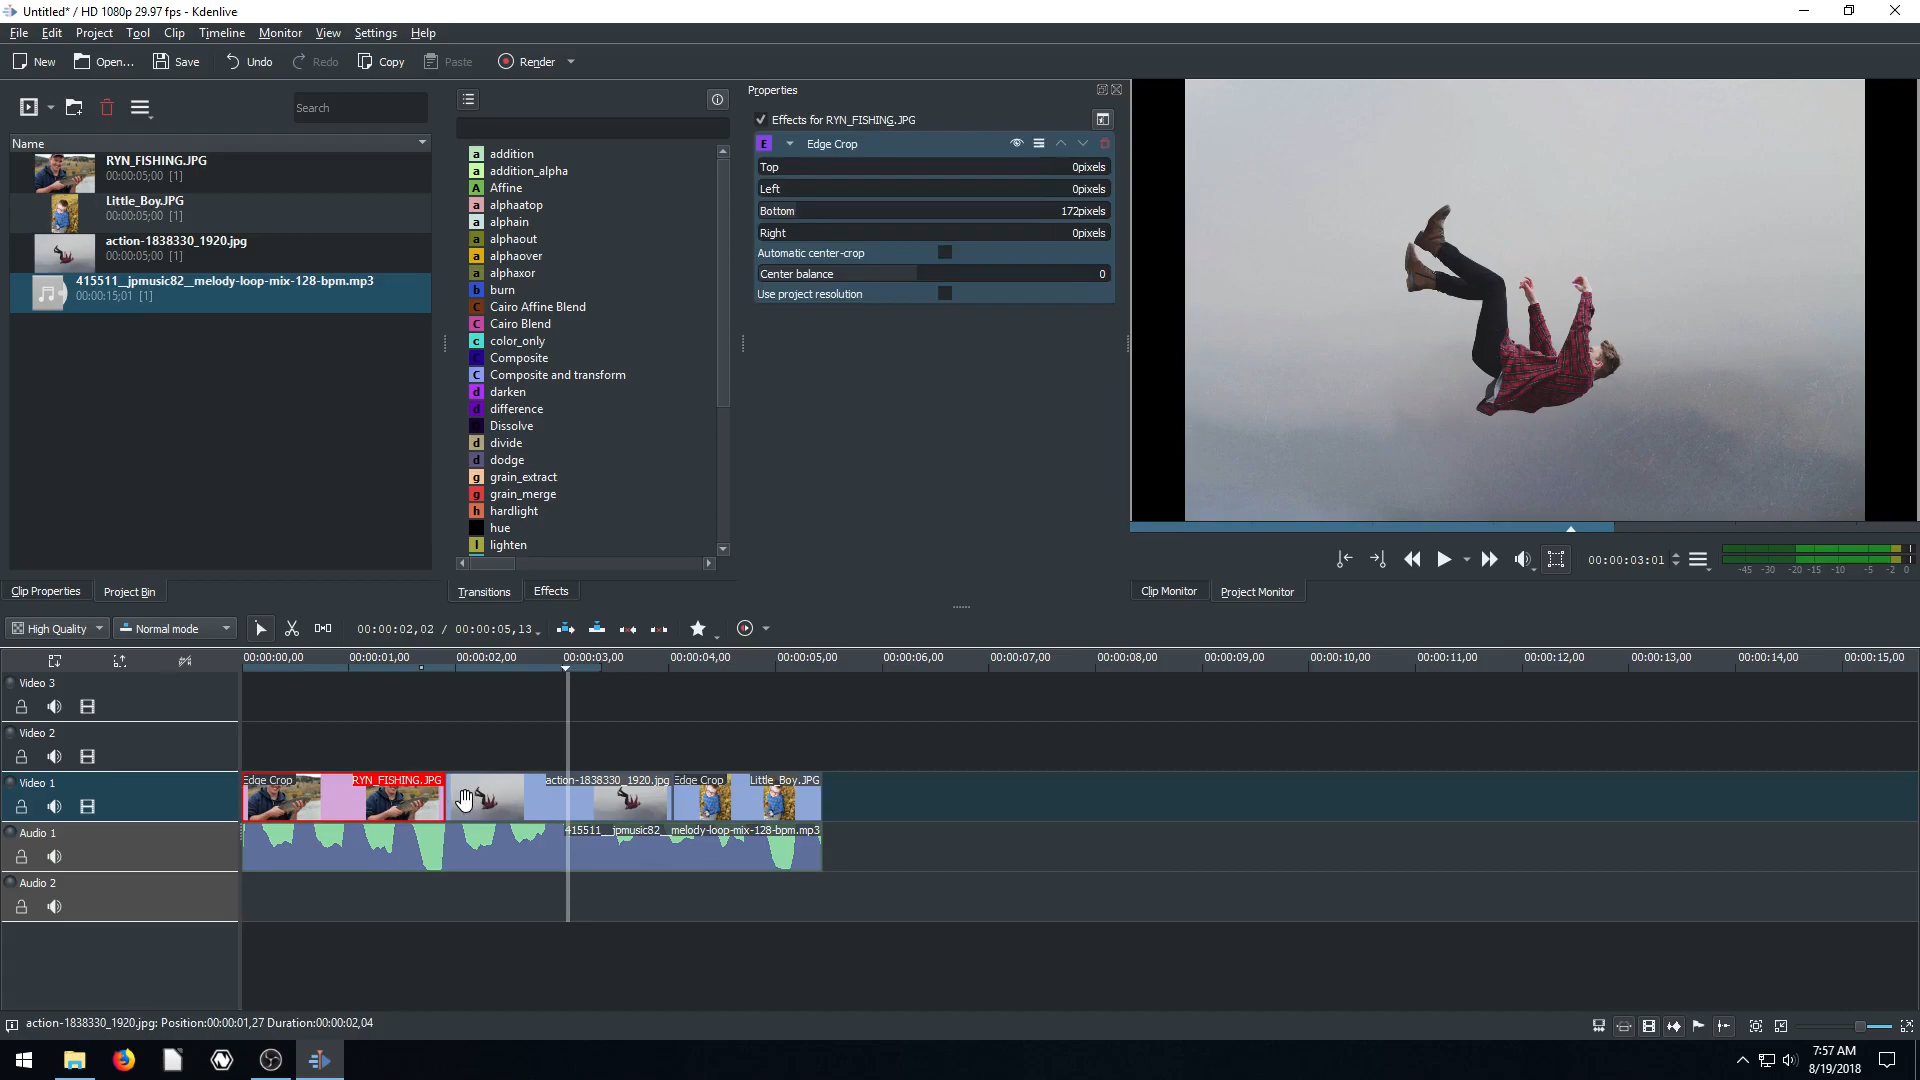 Untitled* / HD 1080p 29.97 fps - Kdenlive
File Edit Project Tool Clip Timeline Monitor View Settings Help
New Open... Save Undo Redo Copy Paste Render
Search
Name
RYN_FISHING.JPG
00:00:05;00 [1]
Little_Boy.JPG
00:00:05;00 [1]
action-1838330_1920.jpg
00:00:05;00 [1]
415511__jpmusic82__melody-loop-mix-128-bpm.mp3
00:00:15;01 [1]
Clip Properties Project Bin
a addition
a addition_alpha
A Affine
a alphaatop
a alphain
a alphaout
a alphaover
a alphaxor
b burn
C Cairo Affine Blend
C Cairo Blend
c color_only
C Composite
C Composite and transform
d darken
d difference
Dissolve
d divide
d dodge
g grain_extract
g grain_merge
h hardlight
hue
l lighten
Transitions Effects
Properties
Effects for RYN_FISHING.JPG
E Edge Crop
Top 0pixels
Left 0pixels
Bottom 172pixels
Right 0pixels
Automatic center-crop
Center balance 0
Use project resolution
00:00:03;01
-45 -30 -20 -15 -10 -5 -2 0
Clip Monitor Project Monitor
High Quality Normal mode 00:00:02,02 / 00:00:05,13
00:00:00,00 00:00:01,00 00:00:02,00 00:00:03,00 00:00:04,00 00:00:05,00 00:00:06,00 00:00:07,00 00:00:08,00 00:00:09,00 00:00:10,00 00:00:11,00 00:00:12,00 00:00:13,00 00:00:14,00 00:00:15,00
Video 3
Video 2
Video 1
Edge Crop RYN_FISHING.JPG action-1838330_1920.jpg Edge Crop Little_Boy.JPG
Audio 1
415511__jpmusic82__melody-loop-mix-128-bpm.mp3
Audio 2
action-1838330_1920.jpg: Position:00:00:01,27 Duration:00:00:02,04
7:57 AM
8/19/2018